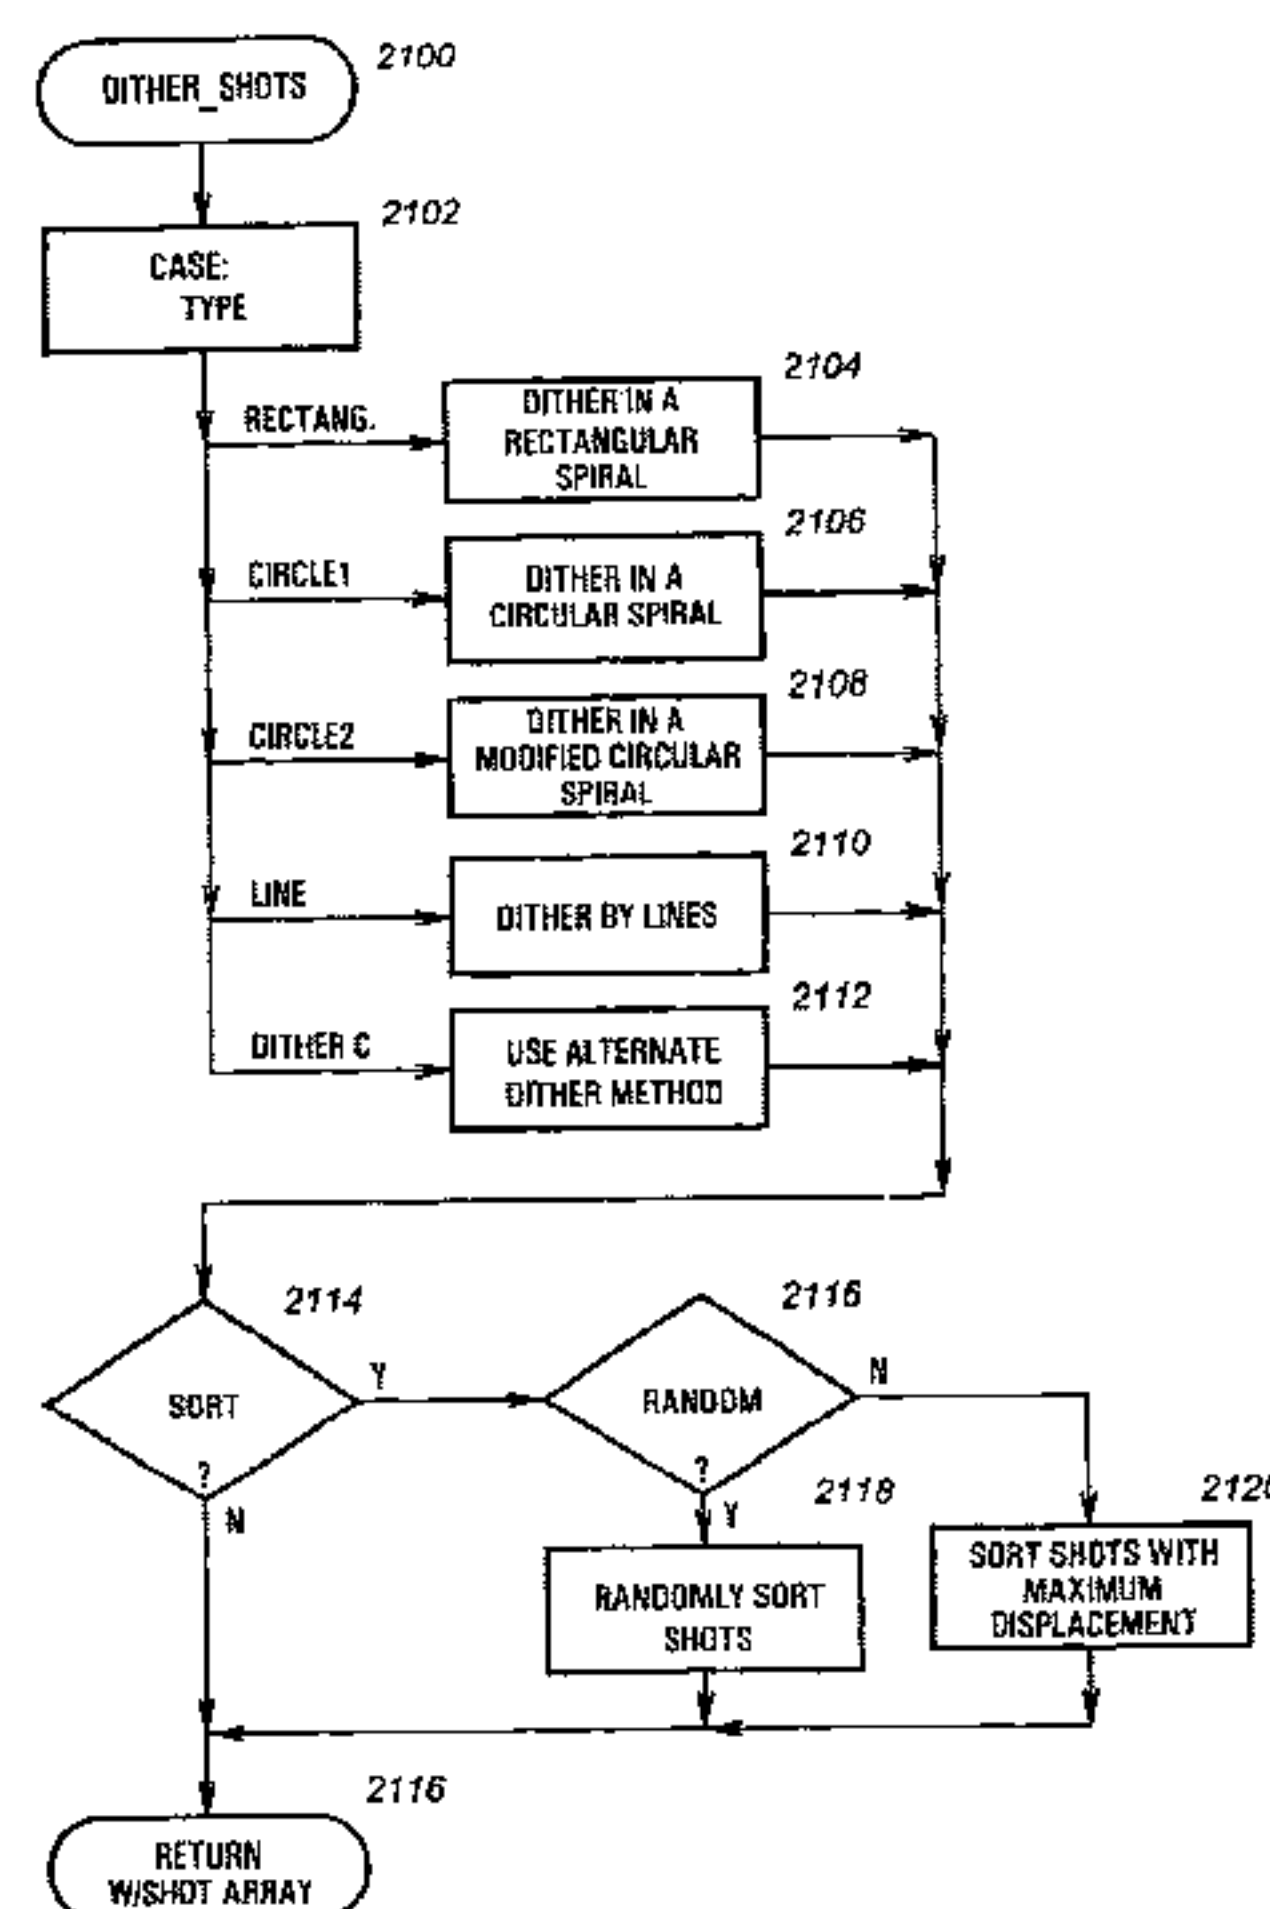 2100
DITHER_SHOTS
2102
CASE:
TYPE
2104
RECTANG.
DITHER IN A
RECTANGULAR
SPIRAL
2106
CIRCLE1
DITHER IN A
CIRCULAR SPIRAL
2108
CIRCLE2
DITHER IN A
MODIFIED CIRCULAR
SPIRAL
2110
LINE
DITHER BY LINES
2112
DITHER C
USE ALTERNATE
DITHER METHOD
2114
SORT
?
Y
N
2116
RANDOM
?
N
Y
2118
RANDOMLY SORT
SHOTS
2120
SORT SHOTS WITH
MAXIMUM
DISPLACEMENT
2116
RETURN
W/SHOT ARRAY